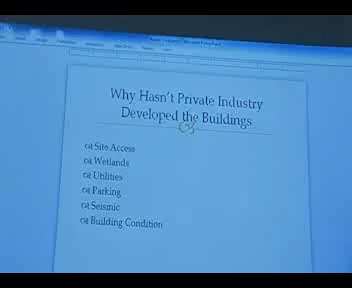 Why Hasn't Private Industry
Developed the Buildings
Site Access
Wetlands
Utilities
Parking
Seismic
Building Condition